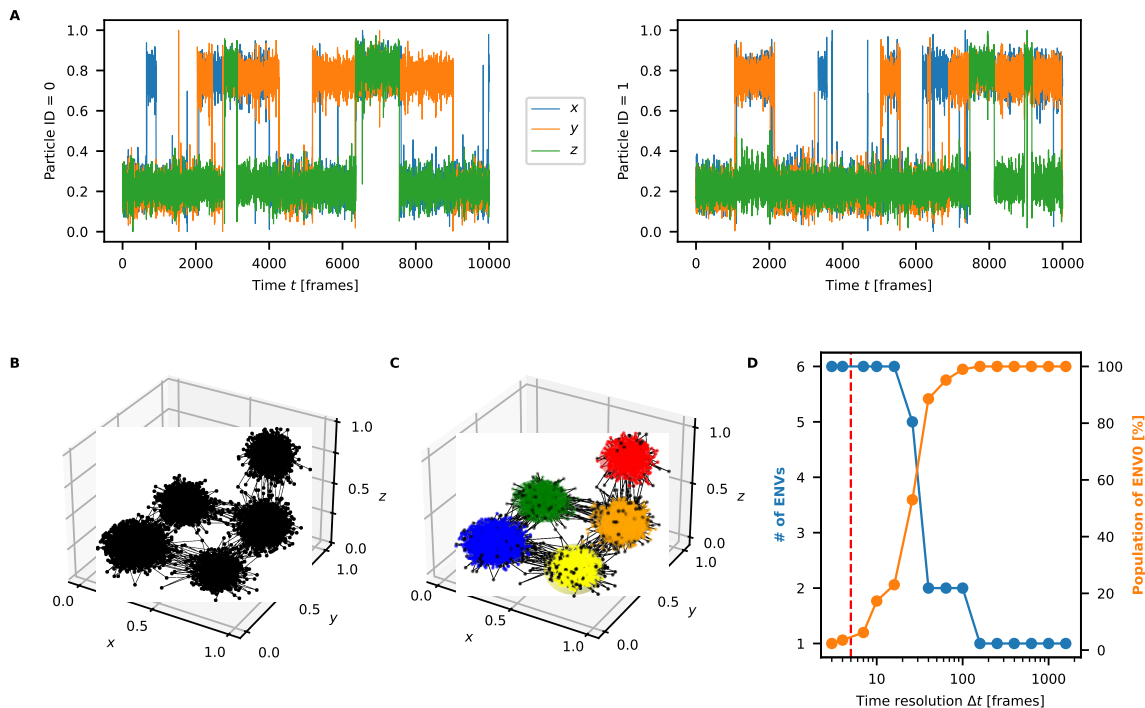 A
Particle ID = 0
1.0
0.8
0.6
0.4
0.2
0.0
0
2000
4000
6000
8000
10000
Time t [frames]
x
y
z
Particle ID = 1
1.0
0.8
0.6
0.4
0.2
0.0
0
2000
4000
6000
8000
10000
Time t [frames]
B
0.0
0.5
1.0
x
0.0
0.5
1.0
y
0.0
0.5
1.0
z
C
0.0
0.5
1.0
x
0.0
0.5
1.0
y
0.0
0.5
1.0
z
D
# of ENVs
6
5
4
3
2
1
10
100
1000
Time resolution Δt [frames]
100
80
60
40
20
0
Population of ENV0 [%]